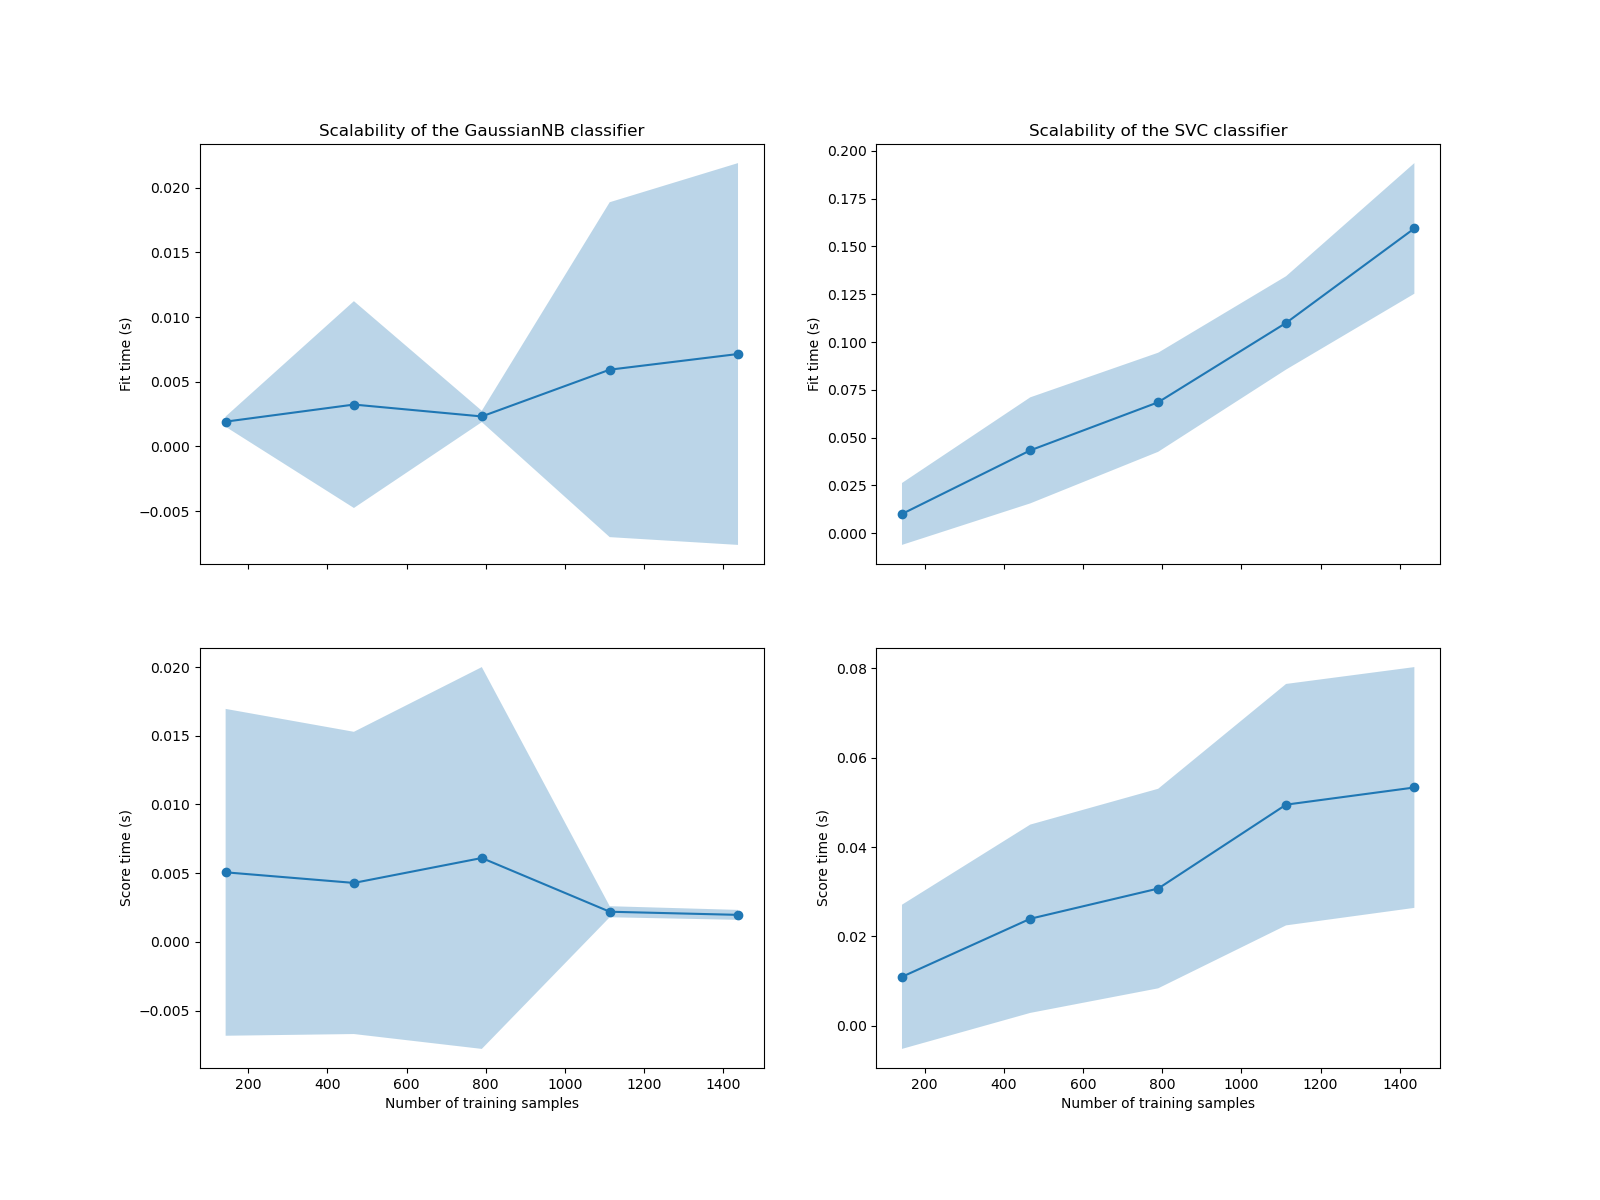 Scalability of the GaussianNB classifier
0.020
0.015
0.010
0.005
0.000
−0.005
Fit time (s)
Scalability of the SVC classifier
0.200
0.175
0.150
0.125
0.100
0.075
0.050
0.025
0.000
Fit time (s)
0.020
0.015
0.010
0.005
0.000
−0.005
Score time (s)
200 400 600 800 1000 1200 1400
Number of training samples
0.08
0.06
0.04
0.02
0.00
Score time (s)
200 400 600 800 1000 1200 1400
Number of training samples